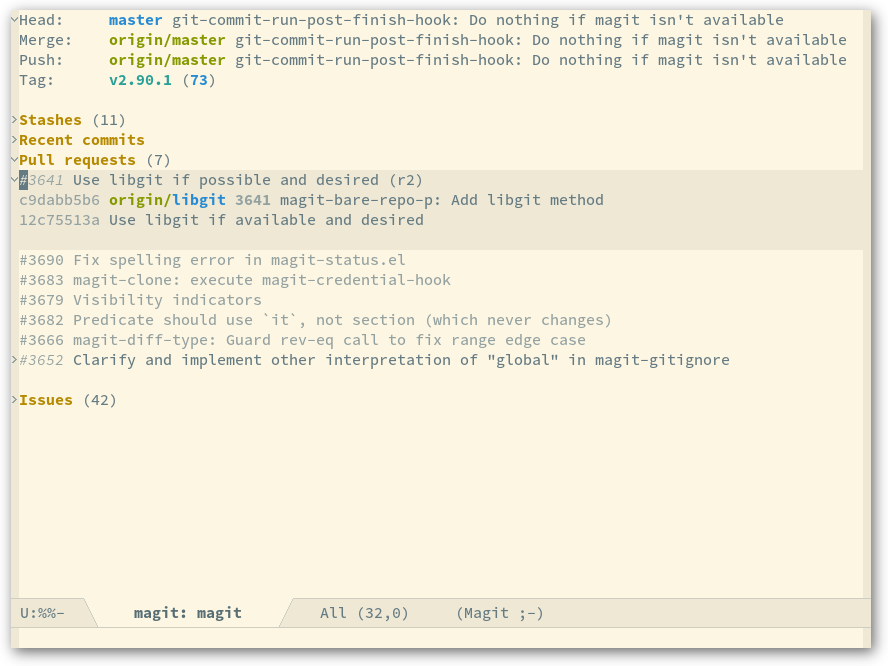 Head:     master git-commit-run-post-finish-hook: Do nothing if magit isn't available
Merge:    origin/master git-commit-run-post-finish-hook: Do nothing if magit isn't available
Push:     origin/master git-commit-run-post-finish-hook: Do nothing if magit isn't available
Tag:      v2.90.1 (73)
Stashes (11)
Recent commits
Pull requests (7)
#3641 Use libgit if possible and desired (r2)
c9dabb5b6 origin/libgit 3641 magit-bare-repo-p: Add libgit method
12c75513a Use libgit if available and desired
#3690 Fix spelling error in magit-status.el
#3683 magit-clone: execute magit-credential-hook
#3679 Visibility indicators
#3682 Predicate should use `it`, not section (which never changes)
#3666 magit-diff-type: Guard rev-eq call to fix range edge case
#3652 Clarify and implement other interpretation of "global" in magit-gitignore
Issues (42)
U:%%-  magit: magit  All (32,0)  (Magit ;-)